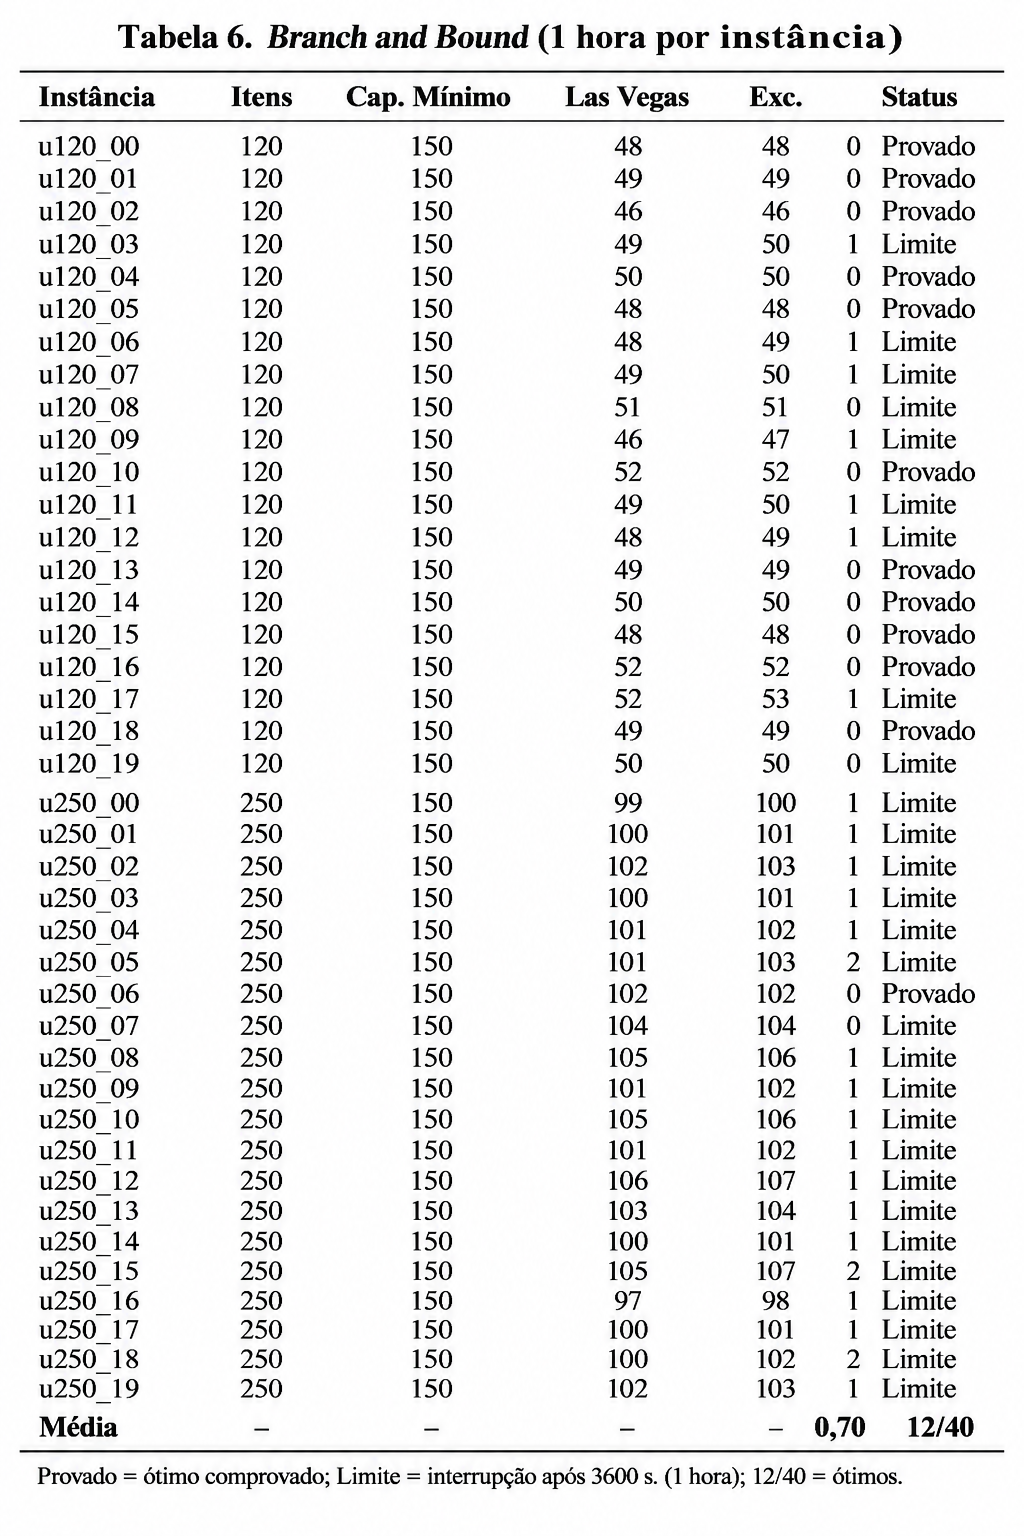 Tabela 6. Branch and Bound (1 hora por instância)
Instância Itens Cap. Mínimo Las Vegas Exc. Status
u120_00 120 150 48 48 0 Provado
u120_01 120 150 49 49 0 Provado
u120_02 120 150 46 46 0 Provado
u120_03 120 150 49 50 1 Limite
u120_04 120 150 50 50 0 Provado
u120_05 120 150 48 48 0 Provado
u120_06 120 150 48 49 1 Limite
u120_07 120 150 49 50 1 Limite
u120_08 120 150 51 51 0 Limite
u120_09 120 150 46 47 1 Limite
u120_10 120 150 52 52 0 Provado
u120_11 120 150 49 50 1 Limite
u120_12 120 150 48 49 1 Limite
u120_13 120 150 49 49 0 Provado
u120_14 120 150 50 50 0 Provado
u120_15 120 150 48 48 0 Provado
u120_16 120 150 52 52 0 Provado
u120_17 120 150 52 53 1 Limite
u120_18 120 150 49 49 0 Provado
u120_19 120 150 50 50 0 Limite
u250_00 250 150 99 100 1 Limite
u250_01 250 150 100 101 1 Limite
u250_02 250 150 102 103 1 Limite
u250_03 250 150 100 101 1 Limite
u250_04 250 150 101 102 1 Limite
u250_05 250 150 101 103 2 Limite
u250_06 250 150 102 102 0 Provado
u250_07 250 150 104 104 0 Limite
u250_08 250 150 105 106 1 Limite
u250_09 250 150 101 102 1 Limite
u250_10 250 150 105 106 1 Limite
u250_11 250 150 101 102 1 Limite
u250_12 250 150 106 107 1 Limite
u250_13 250 150 103 104 1 Limite
u250_14 250 150 100 101 1 Limite
u250_15 250 150 105 107 2 Limite
u250_16 250 150 97 98 1 Limite
u250_17 250 150 100 101 1 Limite
u250_18 250 150 100 102 2 Limite
u250_19 250 150 102 103 1 Limite
Média – – – – 0,70 12/40
Provado = ótimo comprovado; Limite = interrupção após 3600 s. (1 hora); 12/40 = ótimos.